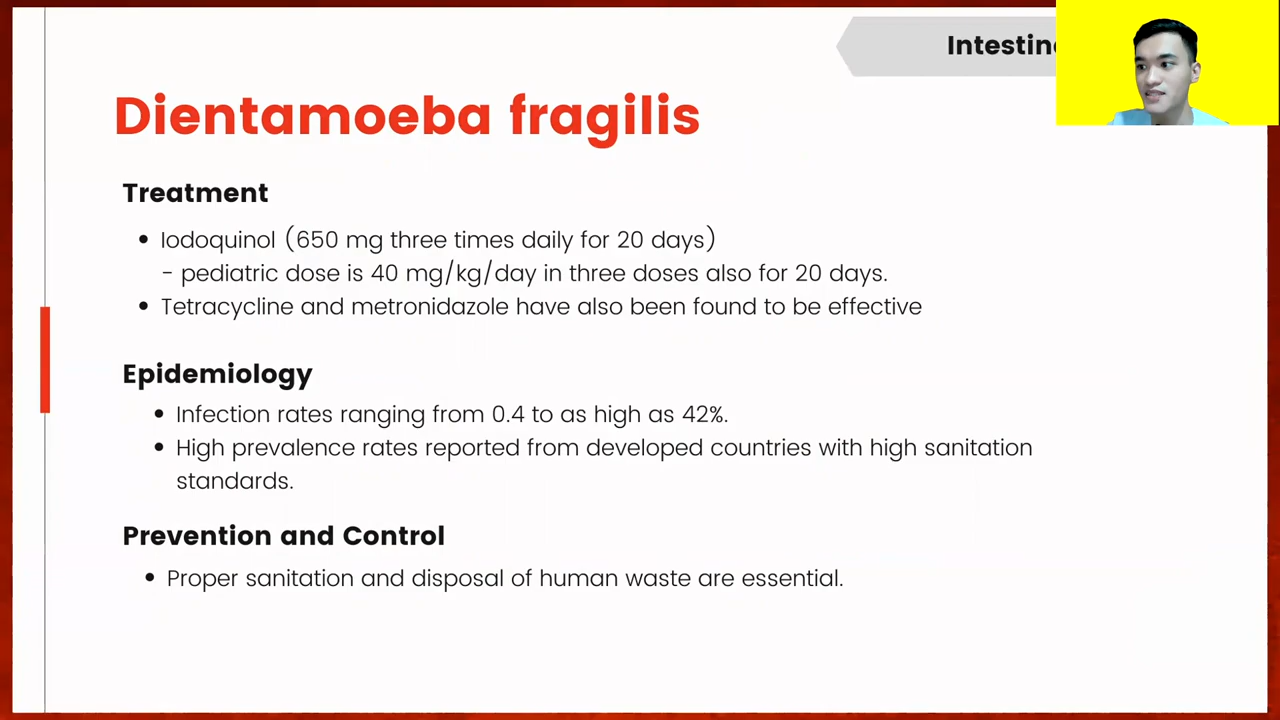 Dientamoeba fragilis
Treatment
• Iodoquinol (650 mg three times daily for 20 days)
- pediatric dose is 40 mg/kg/day in three doses also for 20 days.
• Tetracycline and metronidazole have also been found to be effective
Epidemiology
• Infection rates ranging from 0.4 to as high as 42%.
• High prevalence rates reported from developed countries with high sanitation
standards.
Prevention and Control
• Proper sanitation and disposal of human waste are essential.